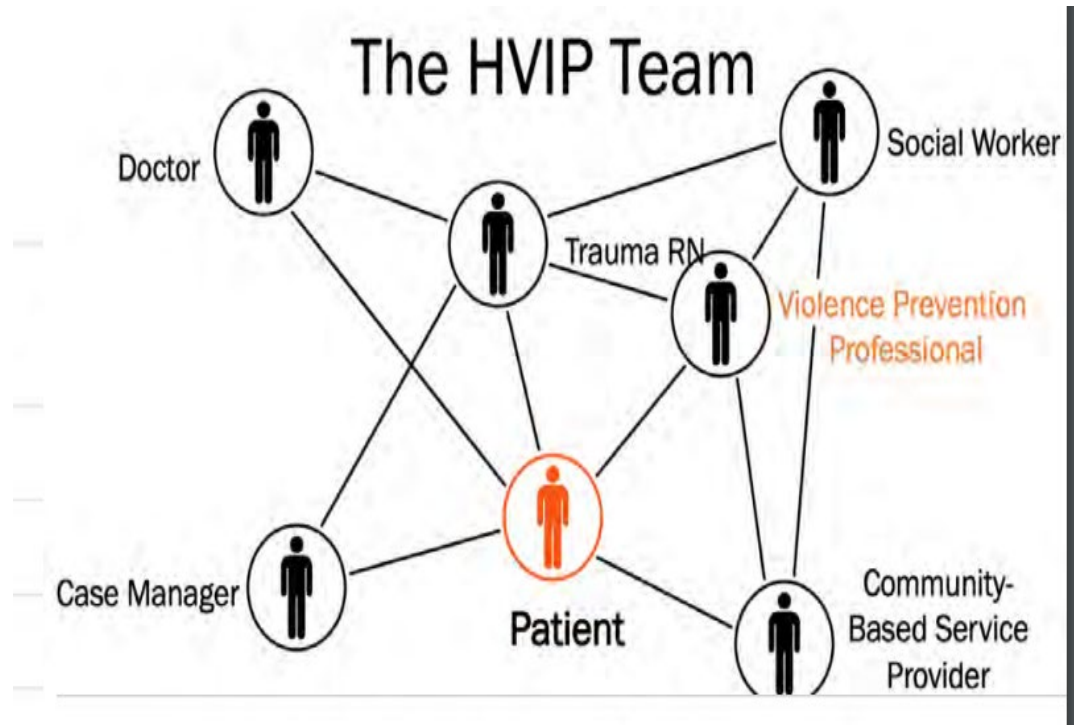 The HVIP Team
Doctor
Social Worker
Trauma RN
Violence Prevention
Professional
Case Manager
Patient
Community-
Based Service
Provider